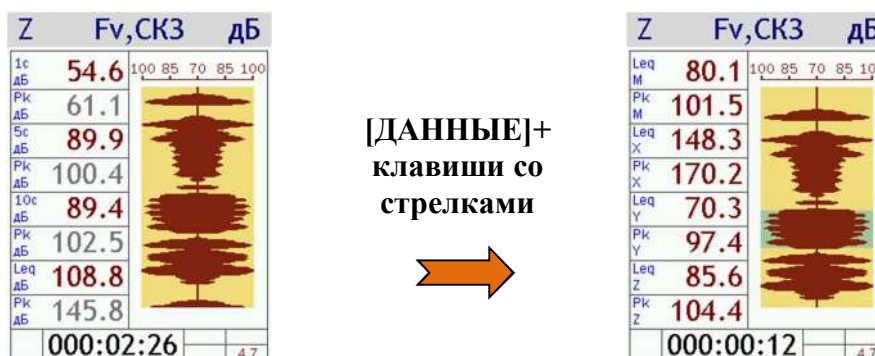 Z Fv,СКЗ дБ
1с дБ 54.6 100 85 70 85 100
Pk дБ 61.1
5с дБ 89.9
Pk дБ 100.4
10с дБ 89.4
Pk дБ 102.5
Leq дБ 108.8
Pk дБ 145.8
000:02:26 4.7
[ДАННЫЕ]+
клавиши со
стрелками
Z Fv,СКЗ дБ
Leq M 80.1 100 85 70 85 10
Pk M 101.5
Leq X 148.3
Pk X 170.2
Leq Y 70.3
Pk Y 97.4
Leq Z 85.6
Pk Z 104.4
000:00:12 4.7